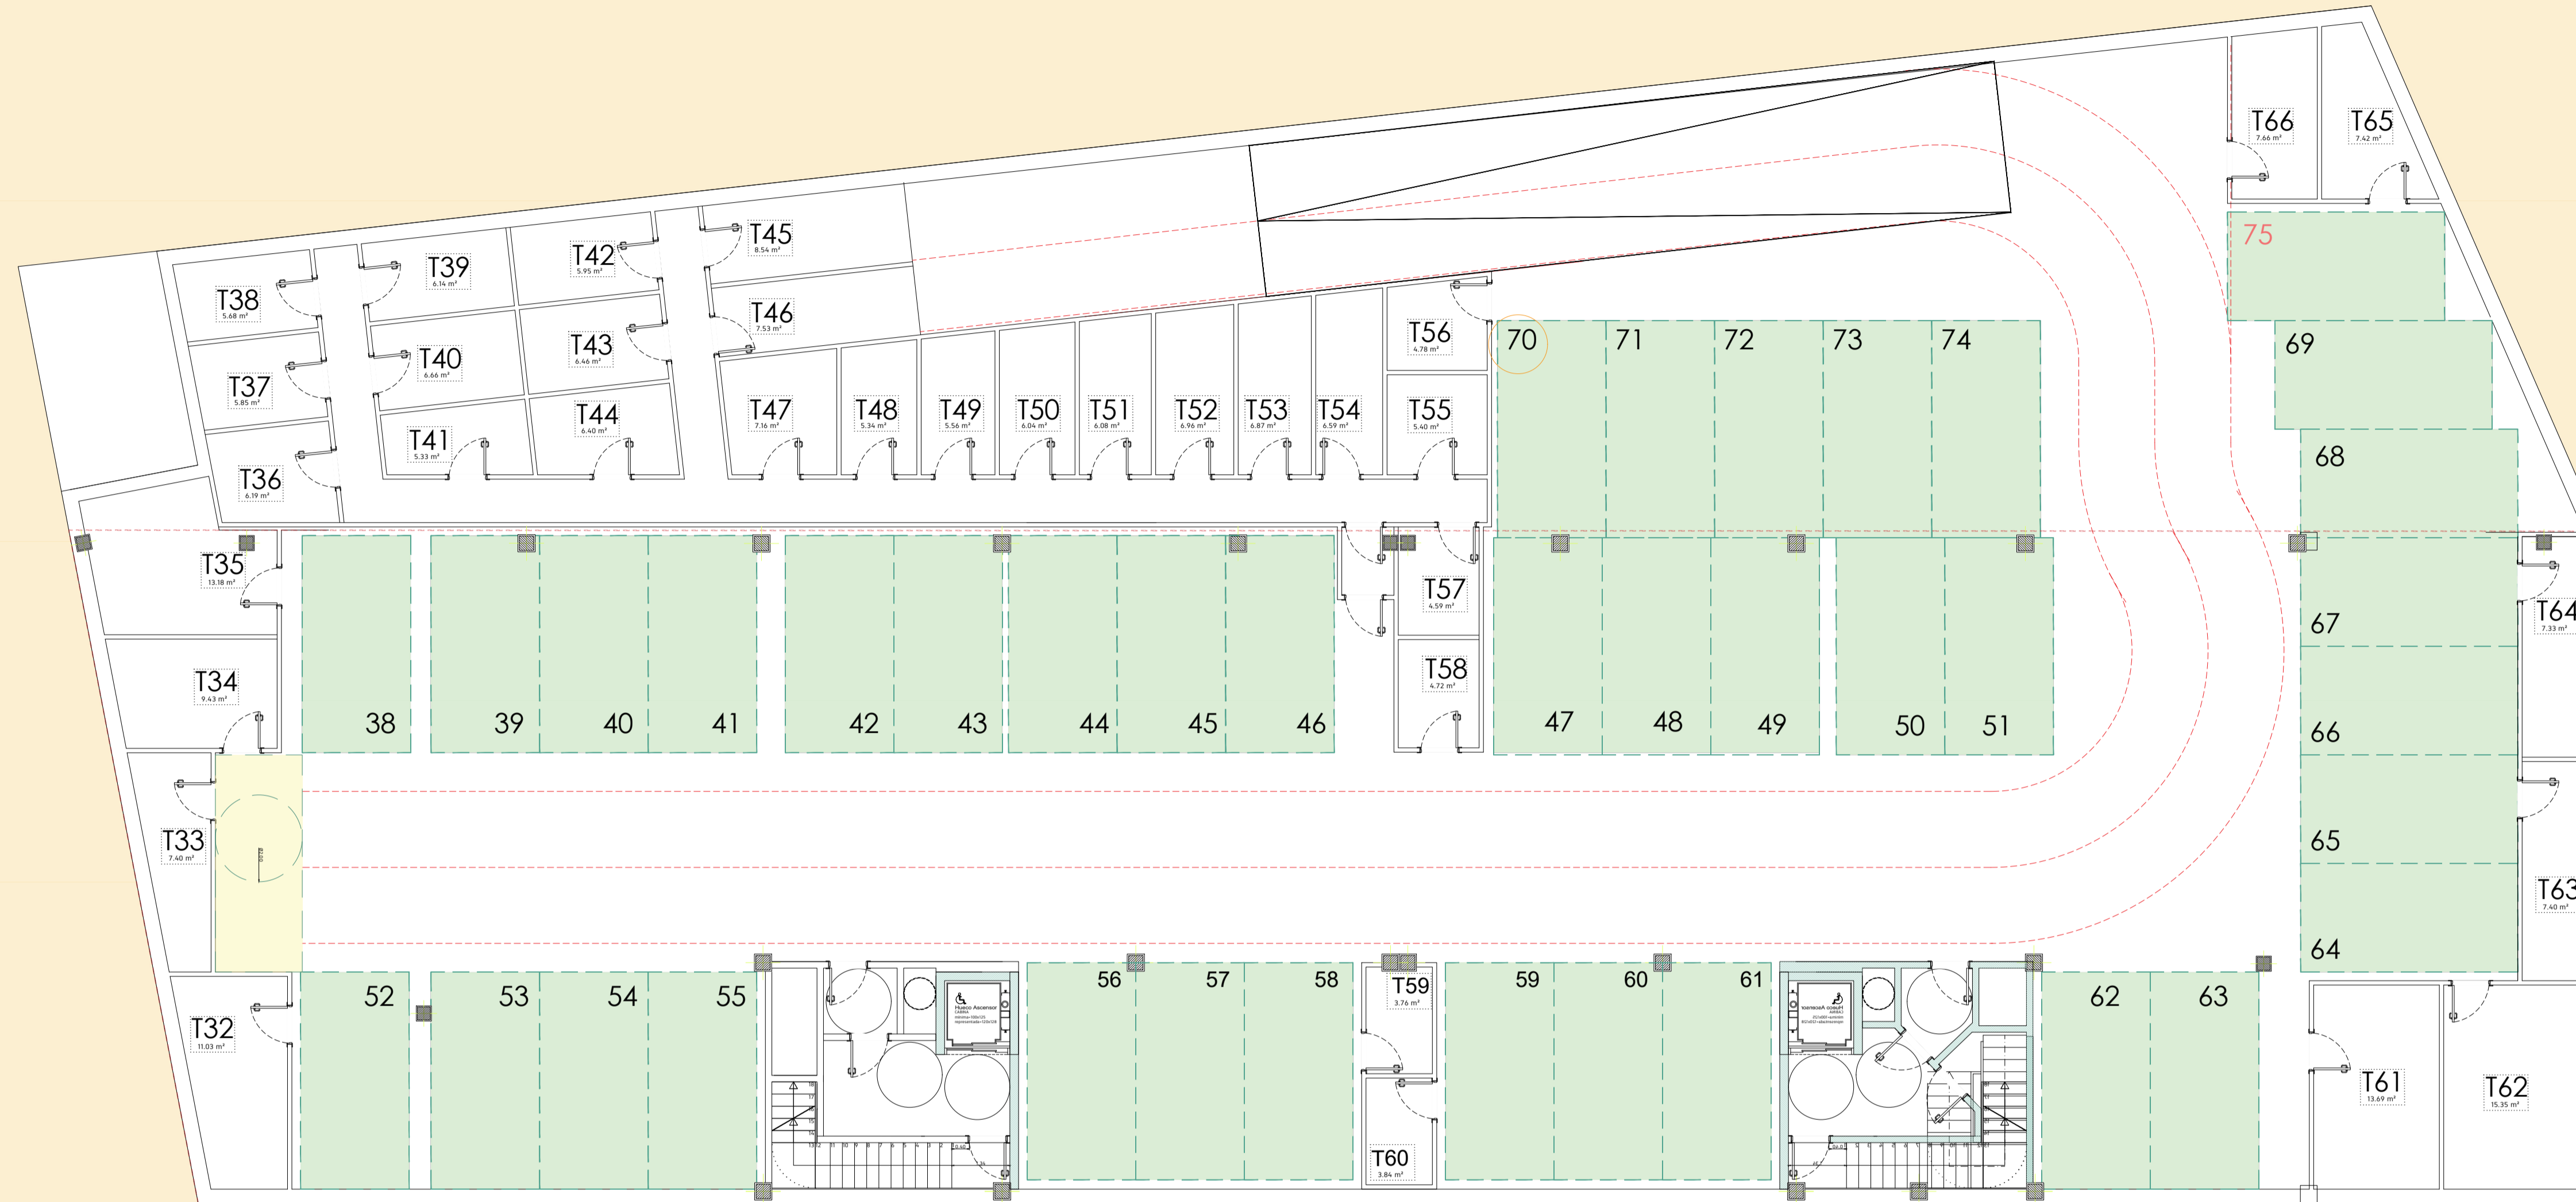 T66
7.66 m²
T65
7.42 m²
T45
8.54 m²
75
T42
5.95 m²
T39
6.14 m²
T38
5.68 m²
T46
7.53 m²
T43
6.46 m²
T56
4.78 m²
70
71
72
73
74
69
T40
6.66 m²
T37
5.85 m²
T47
7.16 m²
T48
5.34 m²
T49
5.56 m²
T50
6.04 m²
T51
6.08 m²
T52
6.96 m²
T53
6.87 m²
T54
6.59 m²
T55
5.40 m²
T44
6.40 m²
T41
5.33 m²
68
T36
6.19 m²
T35
13.18 m²
T57
4.59 m²
T64
7.33 m²
67
T34
9.43 m²
T58
4.72 m²
38
39
40
41
42
43
44
45
46
47
48
49
50
51
66
T33
7.40 m²
65
T63
7.40 m²
64
52
53
54
55
56
57
58
T59
3.76 m²
59
60
61
62
63
Hueco Ascensor
CABINA
Hueco Ascensor
CABINA
T32
11.03 m²
T61
13.69 m²
T62
15.35 m²
T60
3.84 m²